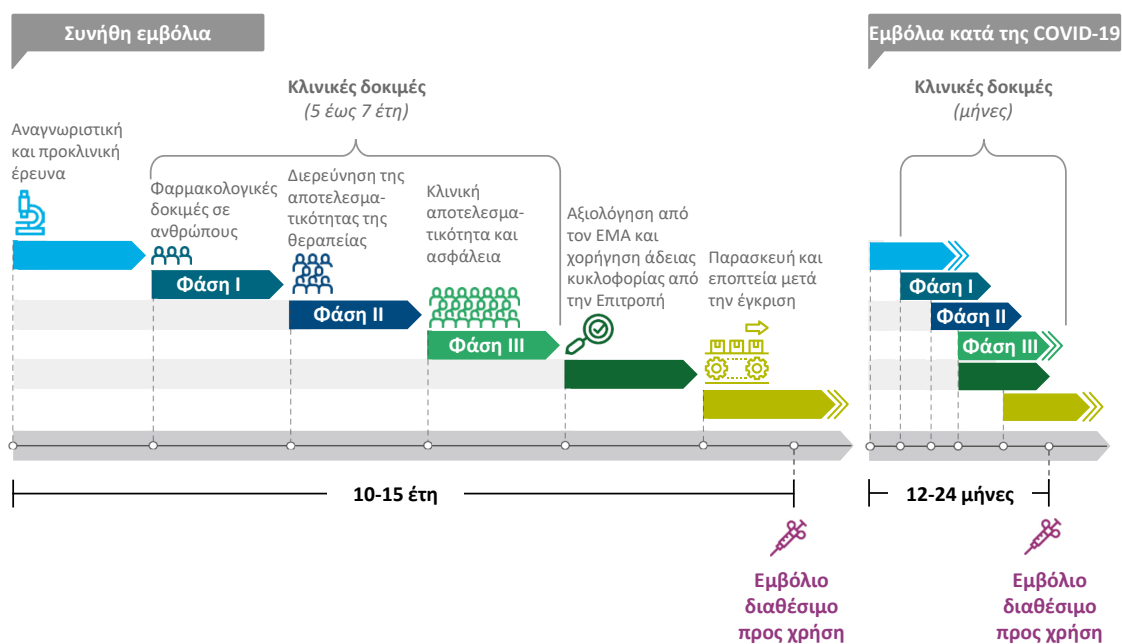 Συνήθη εμβόλια
Κλινικές δοκιμές
(5 έως 7 έτη)
Αναγνωριστική
και προκλινική
έρευνα
Φαρμακολογικές
δοκιμές σε
ανθρώπους
Διερεύνηση της
αποτελεσμα-
τικότητας της
θεραπείας
Κλινική
αποτελεσμα-
τικότητα και
ασφάλεια
Αξιολόγηση από
τον EMA και
χορήγηση άδειας
κυκλοφορίας από
την Επιτροπή
Παρασκευή και
εποπτεία μετά
την έγκριση
Φάση I
Φάση II
Φάση III
10-15 έτη
Εμβόλιο
διαθέσιμο
προς χρήση
Εμβόλια κατά της COVID-19
Κλινικές δοκιμές
(μήνες)
Φάση I
Φάση II
Φάση III
12-24 μήνες
Εμβόλιο
διαθέσιμο
προς χρήση